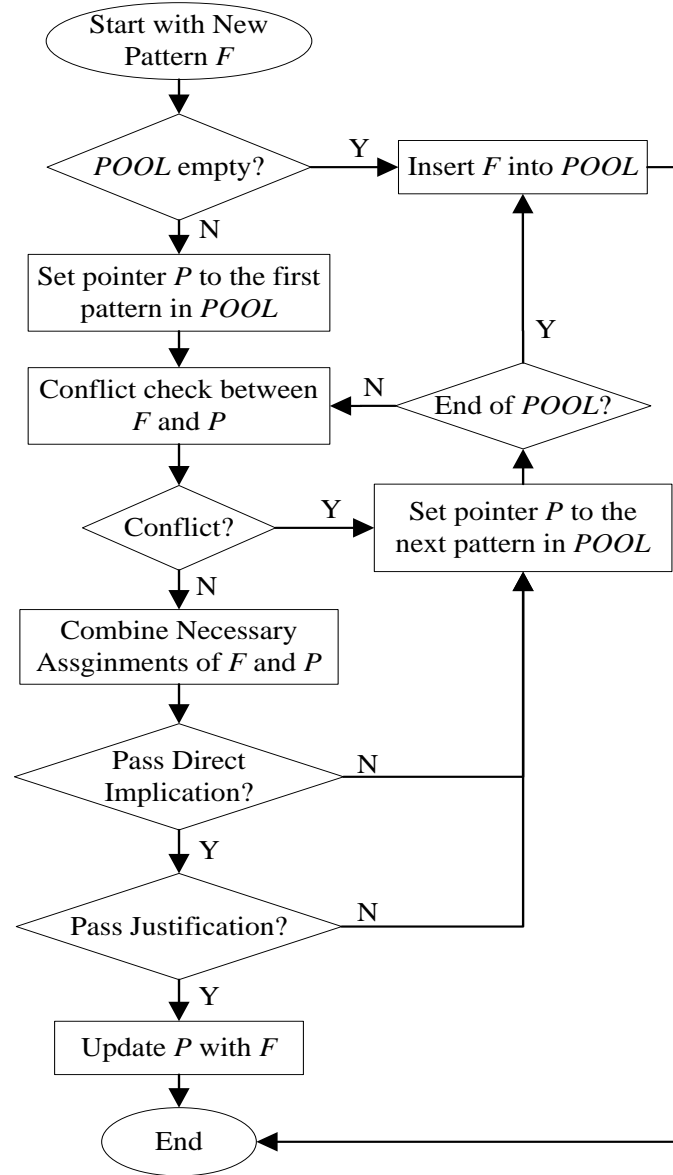 Start with New
Pattern F
POOL empty?
Y
Insert F into POOL
N
Set pointer P to the first
pattern in POOL
Y
Conflict check between
F and P
N
End of POOL?
Conflict?
Y
Set pointer P to the
next pattern in POOL
N
Combine Necessary
Assginments of F and P
Pass Direct
Implication?
N
Y
Pass Justification?
N
Y
Update P with F
End